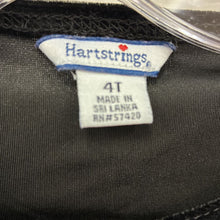 Hartstrings®
4T
MADE IN
SRI LANKA
RN#57420